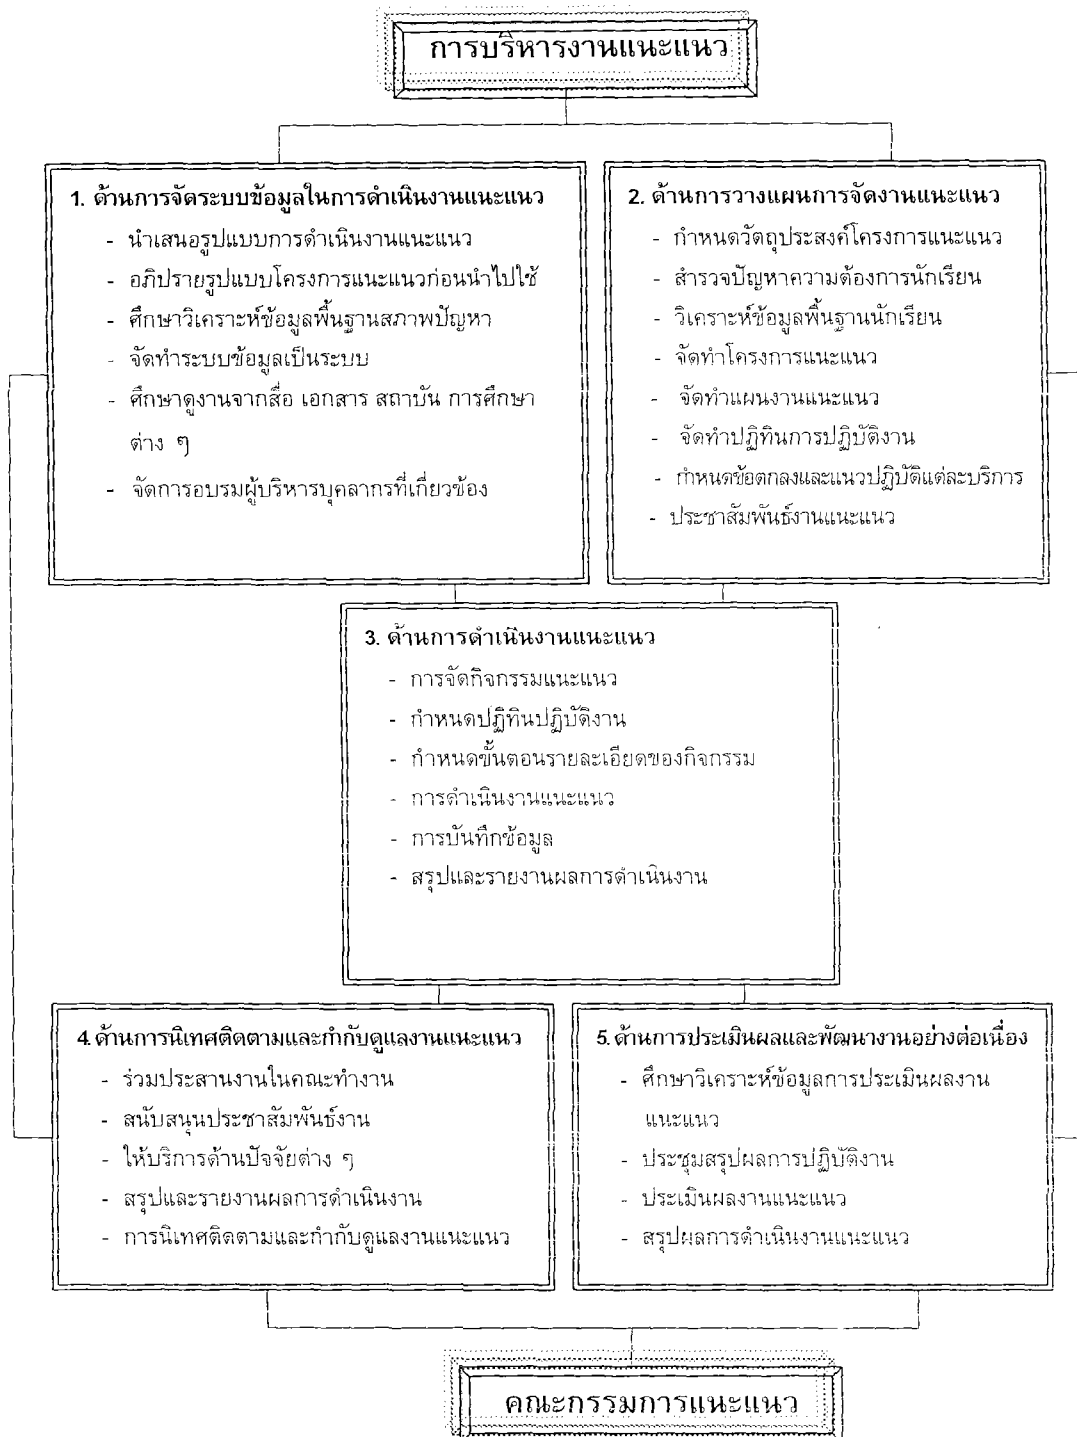 การบริหารงานแนะแนว
1. ด้านการจัดระบบข้อมูลในการดำเนินงานแนะแนว
- นำเสนอรูปแบบการดำเนินงานแนะแนว
- อภิปรายรูปแบบโครงการแนะแนวก่อนนำไปใช้
- ศึกษาวิเคราะห์ข้อมูลพื้นฐานสภาพปัญหา
- จัดทำระบบข้อมูลเป็นระบบ
- ศึกษาดูงานจากสื่อ เอกสาร สถาบัน การศึกษา
ต่าง ๆ
- จัดการอบรมผู้บริหารบุคลากรที่เกี่ยวข้อง
2. ด้านการวางแผนการจัดงานแนะแนว
- กำหนดวัตถุประสงค์โครงการแนะแนว
- สำรวจปัญหาความต้องการนักเรียน
- วิเคราะห์ข้อมูลพื้นฐานนักเรียน
- จัดทำโครงการแนะแนว
- จัดทำแผนงานแนะแนว
- จัดทำปฏิทินการปฏิบัติงาน
- กำหนดข้อตกลงและแนวปฏิบัติแต่ละบริการ
- ประชาสัมพันธ์งานแนะแนว
3. ด้านการดำเนินงานแนะแนว
- การจัดกิจกรรมแนะแนว
- กำหนดปฏิทินปฏิบัติงาน
- กำหนดขั้นตอนรายละเอียดของกิจกรรม
- การดำเนินงานแนะแนว
- การบันทึกข้อมูล
- สรุปและรายงานผลการดำเนินงาน
4. ด้านการนิเทศติดตามและกำกับดูแลงานแนะแนว
- ร่วมประสานงานในคณะทำงาน
- สนับสนุนประชาสัมพันธ์งาน
- ให้บริการด้านปัจจัยต่าง ๆ
- สรุปและรายงานผลการดำเนินงาน
- การนิเทศติดตามและกำกับดูแลงานแนะแนว
5. ด้านการประเมินผลและพัฒนางานอย่างต่อเนื่อง
- ศึกษาวิเคราะห์ข้อมูลการประเมินผลงาน
แนะแนว
- ประชุมสรุปผลการปฏิบัติงาน
- ประเมินผลงานแนะแนว
- สรุปผลการดำเนินงานแนะแนว
คณะกรรมการแนะแนว